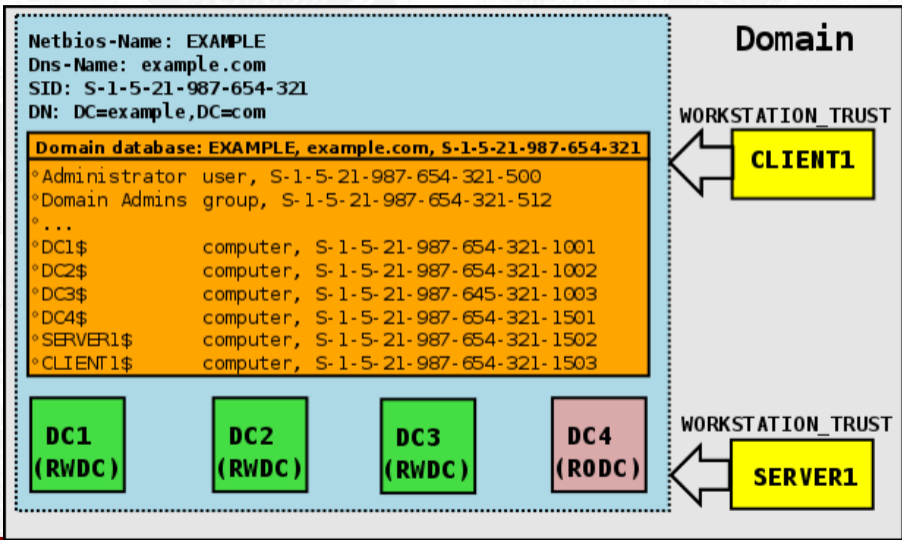 Domain
Netbios-Name: EXAMPLE
Dns-Name: example.com
SID: S-1-5-21-987-654-321
DN: DC=example,DC=com
Domain database: EXAMPLE, example.com, S-1-5-21-987-654-321
°Administrator user, S-1-5-21-987-654-321-500
°Domain Admins group, S-1-5-21-987-654-321-512
°...
°DC1$ computer, S-1-5-21-987-654-321-1001
°DC2$ computer, S-1-5-21-987-654-321-1002
°DC3$ computer, S-1-5-21-987-645-321-1003
°DC4$ computer, S-1-5-21-987-654-321-1501
°SERVER1$ computer, S-1-5-21-987-654-321-1502
°CLIENT1$ computer, S-1-5-21-987-654-321-1503
WORKSTATION_TRUST
CLIENT1
DC1
(RWDC)
DC2
(RWDC)
DC3
(RWDC)
DC4
(RODC)
WORKSTATION_TRUST
SERVER1